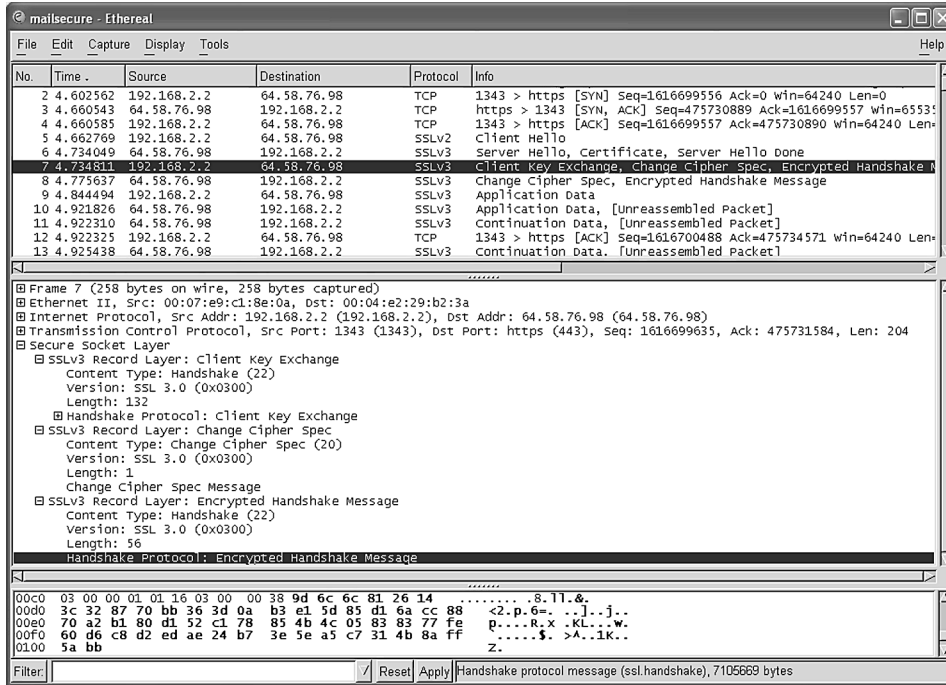 mailsecure - Ethereal
File Edit Capture Display Tools Help
No. Time Source Destination Protocol Info
2 4.602562 192.168.2.2 64.58.76.98 TCP 1343 > https [SYN] Seq=1616699556 Ack=0 Win=64240 Len=0
3 4.660543 64.58.76.98 192.168.2.2 TCP https > 1343 [SYN, ACK] Seq=475730889 Ack=1616699557 Win=6553
4 4.660585 192.168.2.2 64.58.76.98 TCP 1343 > https [ACK] Seq=1616699557 Ack=475730890 Win=64240 Len=
5 4.662769 192.168.2.2 64.58.76.98 SSLv2 Client Hello
6 4.734049 64.58.76.98 192.168.2.2 SSLv3 Server Hello, Certificate, Server Hello Done
7 4.734811 192.168.2.2 64.58.76.98 SSLv3 Client Key Exchange, Change Cipher Spec, Encrypted Handshake M
8 4.775637 64.58.76.98 192.168.2.2 SSLv3 Change Cipher Spec, Encrypted Handshake Message
9 4.844494 192.168.2.2 64.58.76.98 SSLv3 Application Data
10 4.921826 64.58.76.98 192.168.2.2 SSLv3 Application Data, [Unreassembled Packet]
11 4.922310 64.58.76.98 192.168.2.2 SSLv3 Continuation Data, [Unreassembled Packet]
12 4.922325 192.168.2.2 64.58.76.98 TCP 1343 > https [ACK] Seq=1616700488 Ack=475734571 Win=64240 Len=
13 4.925438 64.58.76.98 192.168.2.2 SSLv3 Continuation Data, [Unreassembled Packet]
Frame 7 (258 bytes on wire, 258 bytes captured)
Ethernet II, Src: 00:07:e9:c1:8e:0a, Dst: 00:04:e2:29:b2:3a
Internet Protocol, Src Addr: 192.168.2.2 (192.168.2.2), Dst Addr: 64.58.76.98 (64.58.76.98)
Transmission Control Protocol, Src Port: 1343 (1343), Dst Port: https (443), Seq: 1616699635, Ack: 475731584, Len: 204
Secure Socket Layer
SSLv3 Record Layer: Client Key Exchange
Content Type: Handshake (22)
Version: SSL 3.0 (0x0300)
Length: 132
Handshake Protocol: Client Key Exchange
SSLv3 Record Layer: Change Cipher Spec
Content Type: Change Cipher Spec (20)
Version: SSL 3.0 (0x0300)
Length: 1
Change Cipher Spec Message
SSLv3 Record Layer: Encrypted Handshake Message
Content Type: Handshake (22)
Version: SSL 3.0 (0x0300)
Length: 56
Handshake Protocol: Encrypted Handshake Message
00c0 03 00 00 01 01 16 03 00 00 38 9d 6c 6c 81 26 14 ........ .8.ll.&.
00d0 3c 32 87 70 bb 36 3d 0a b3 e1 5d 85 d1 6a cc 88 <2.p.6=. ..]..j..
00e0 70 a2 b1 80 d1 52 c1 78 85 4b 4c 05 83 83 77 fe p....R.x .KL...w.
00f0 60 d6 c8 d2 ed ae 24 b7 3e 5e a5 c7 31 4b 8a ff `.....$. >^..1K..
0100 5a bb Z.
Filter: Reset Apply Handshake protocol message (ssl.handshake), 7105669 bytes